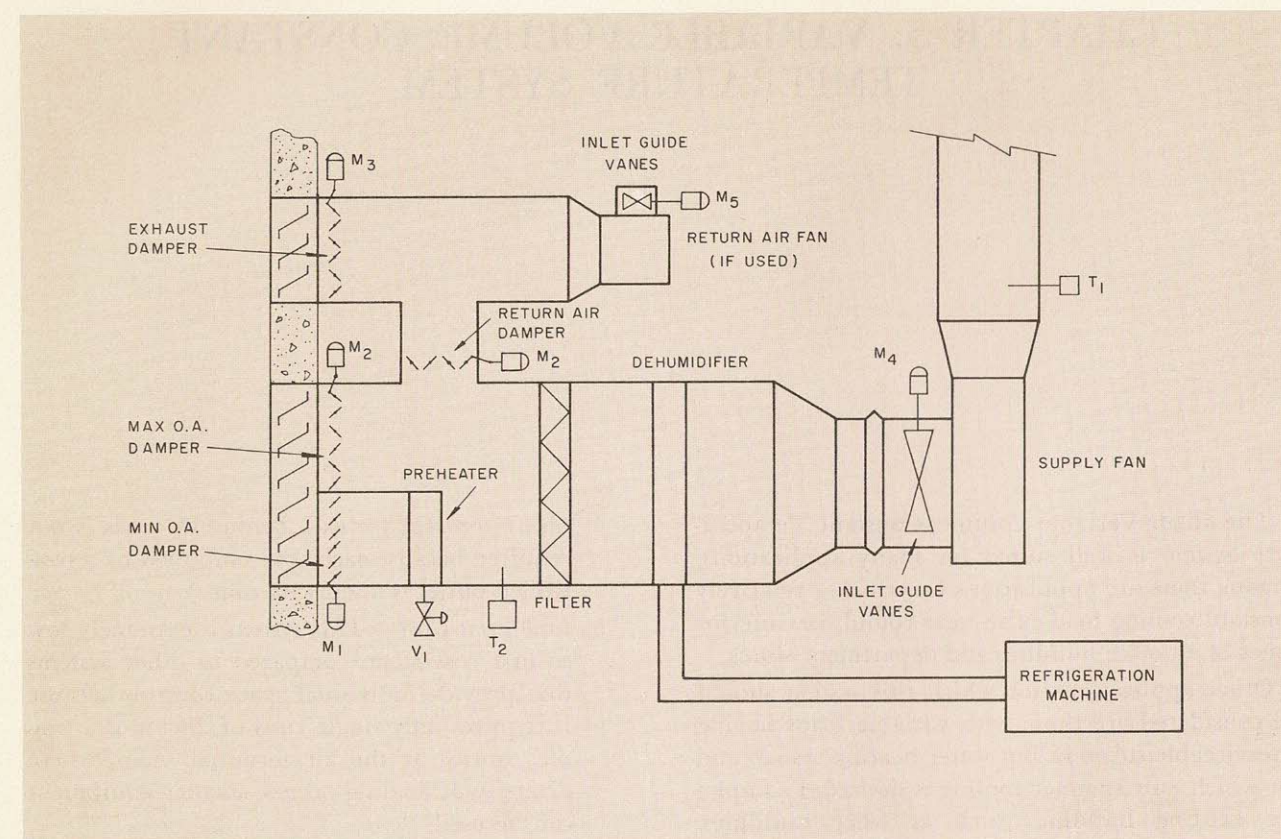 M3
INLET GUIDE
VANES
M5
EXHAUST
DAMPER
RETURN AIR FAN
(IF USED)
T1
RETURN AIR
DAMPER
M2
M2
DEHUMIDIFIER
M4
MAX O.A.
DAMPER
PREHEATER
SUPPLY FAN
MIN O.A.
DAMPER
FILTER
INLET GUIDE
VANES
M1
V1
T2
REFRIGERATION
MACHINE